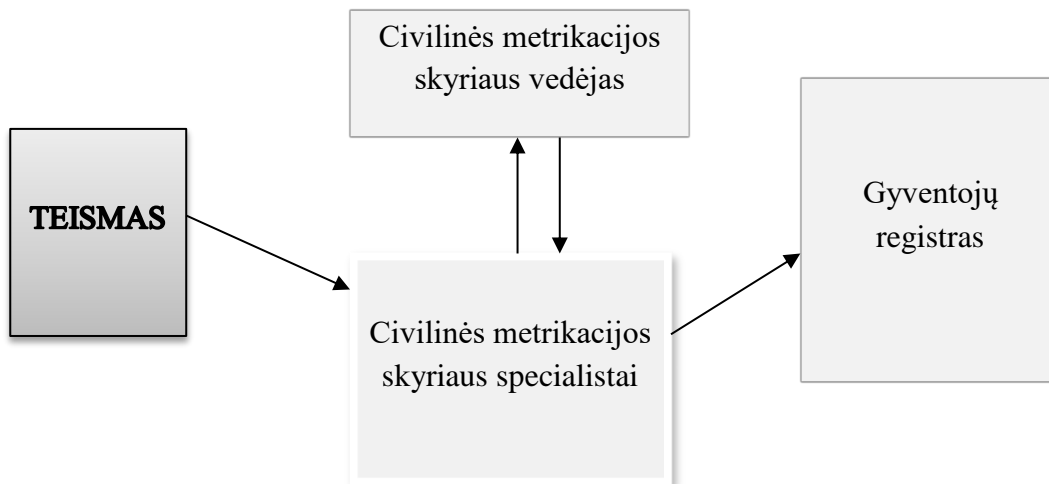 Civilinės metrikacijos
skyriaus vedėjas
TEISMAS
Gyventojų
registras
Civilinės metrikacijos
skyriaus specialistai